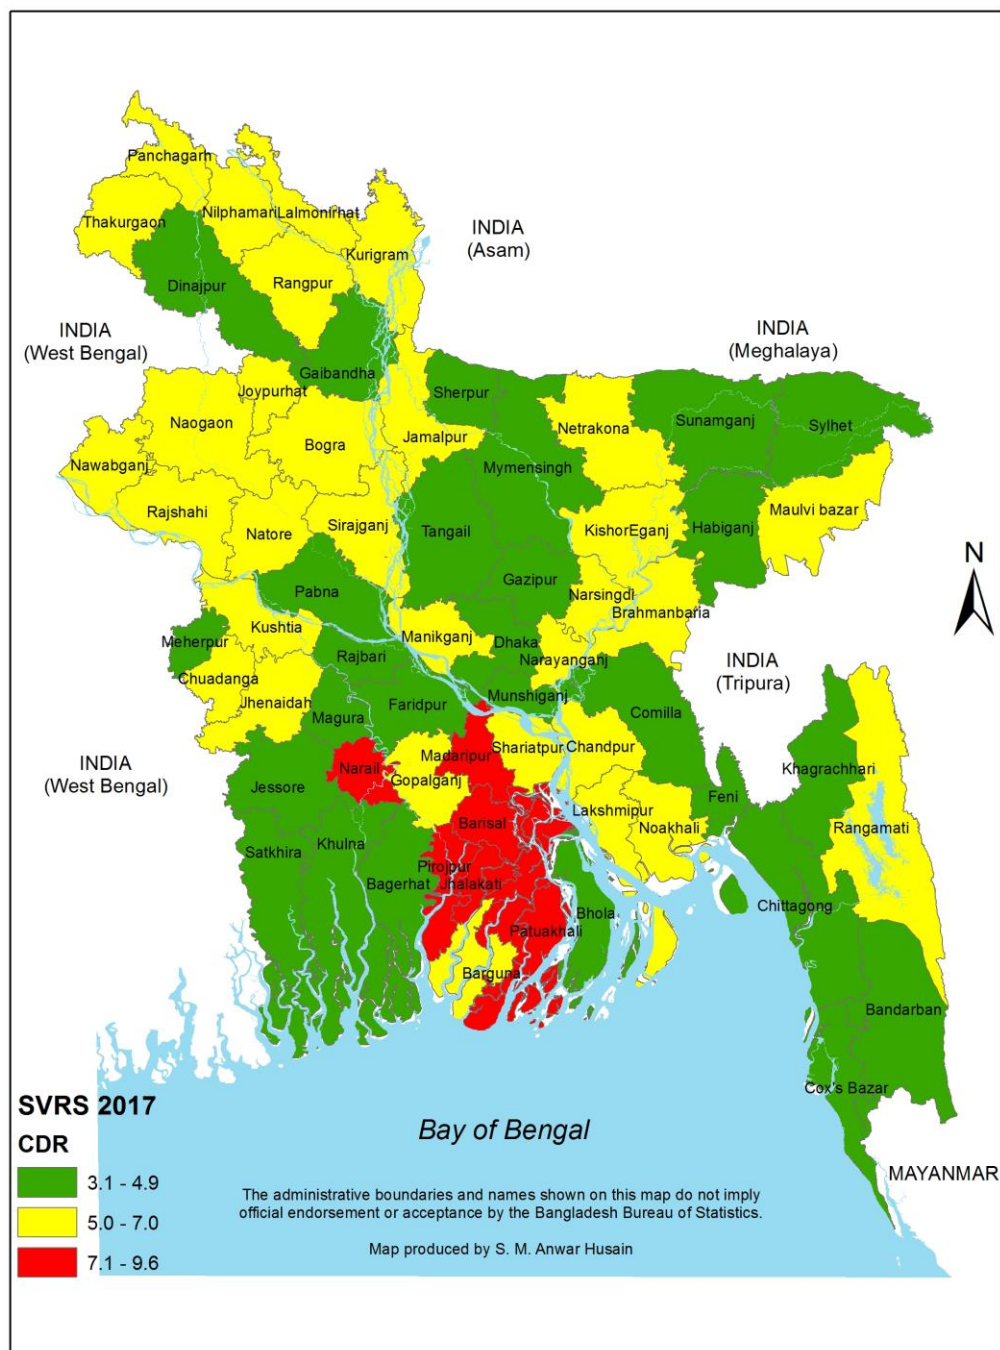 Panchagarh
Thakurgaon
Nilphamari
Lalmonirhat
Kurigram
INDIA
(Asam)
Dinajpur
Rangpur
INDIA
(West Bengal)
INDIA
(Meghalaya)
Gaibandha
Joypurhat
Sherpur
Naogaon
Bogra
Jamalpur
Netrakona
Sunamganj
Sylhet
Nawabganj
Mymensingh
Rajshahi
Natore
Sirajganj
Tangail
KishorEganj
Habiganj
Maulvi bazar
Pabna
Gazipur
Narsingdi
Brahmanbaria
N
Meherpur
Kushtia
Manikganj
Dhaka
Narayanganj
Chuadanga
Rajbari
INDIA
(Tripura)
Jhenaidah
Magura
Faridpur
Munshiganj
Comilla
INDIA
(West Bengal)
Narail
Madaripur
Shariatpur
Chandpur
Gopalganj
Khagrachhari
Jessore
Feni
Lakshmipur
Noakhali
Rangamati
Satkhira
Khulna
Barisal
Pirojpur
Bagerhat
Jhalakati
Bhola
Chittagong
Patuakhali
Barguna
Bandarban
Cox's Bazar
SVRS 2017
CDR
3.1 - 4.9
5.0 - 7.0
7.1 - 9.6
Bay of Bengal
MAYANMAR
The administrative boundaries and names shown on this map do not imply
official endorsement or acceptance by the Bangladesh Bureau of Statistics.
Map produced by S. M. Anwar Husain